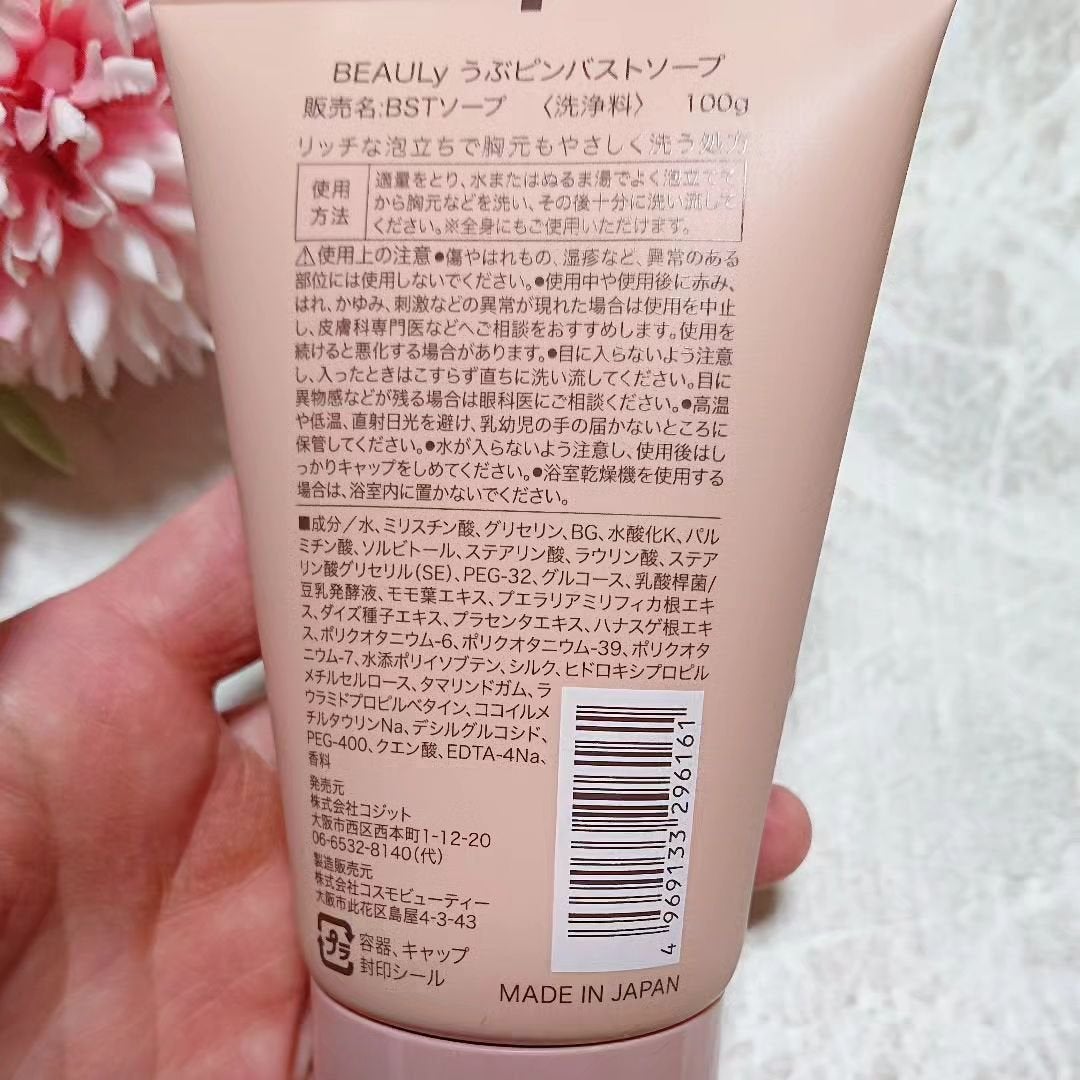 BEAULy うぶピンバストソープ
販売名:BSTソープ 〈洗浄料〉 100g
リッチな泡立ちで胸元もやさしく洗う処方
使用
方法
適量をとり、水またはぬるま湯でよく泡立てて
から胸元などを洗い、その後十分に洗い流して
ください。※全身にもご使用いただけます。
⚠使用上の注意●傷やはれもの、湿疹など、異常のある
部位には使用しないでください。●使用中や使用後に赤み、
はれ、かゆみ、刺激などの異常が現れた場合は使用を中止
し、皮膚科専門医などへご相談をおすすめします。使用を
続けると悪化する場合があります。●目に入らないよう注意
し、入ったときはこすらず直ちに洗い流してください。目に
異物感などが残る場合は眼科医にご相談ください。●高温
や低温、直射日光を避け、乳幼児の手の届かないところに
保管してください。●水が入らないよう注意し、使用後はし
っかりキャップをしめてください。●浴室乾燥機を使用する
場合は、浴室内に置かないでください。
■成分/水、ミリスチン酸、グリセリン、BG、水酸化K、パル
ミチン酸、ソルビトール、ステアリン酸、ラウリン酸、ステア
リン酸グリセリル(SE)、PEG-32、グルコース、乳酸桿菌/
豆乳発酵液、モモ葉エキス、プエラリアミリフィカ根エキ
ス、ダイズ種子エキス、プラセンタエキス、ハナスゲ根エキ
ス、ポリクオタニウム-6、ポリクオタニウム-39、ポリクオタ
ニウム-7、水添ポリイソブテン、シルク、ヒドロキシプロピル
メチルセルロース、タマリンドガム、ラ
ウラミドプロピルベタイン、ココイルメ
チルタウリンNa、デシルグルコシド、
PEG-400、クエン酸、EDTA-4Na、
香料
発売元
株式会社コジット
大阪市西区西本町1-12-20
06-6532-8140(代)
製造販売元
株式会社コスモビューティー
大阪市此花区島屋4-3-43
プラ
容器、キャップ
封印シール
4 969133 296161
MADE IN JAPAN